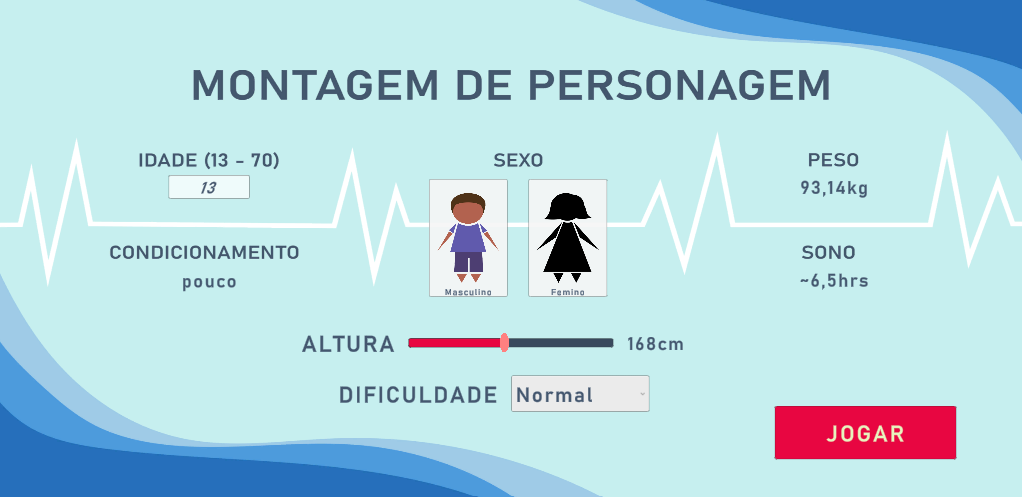 MONTAGEM DE PERSONAGEM
IDADE (13 - 70)
13
CONDICIONAMENTO
pouco
SEXO
Masculino
Femino
PESO
93,14kg
SONO
~6,5hrs
ALTURA
168cm
DIFICULDADE
Normal
JOGAR